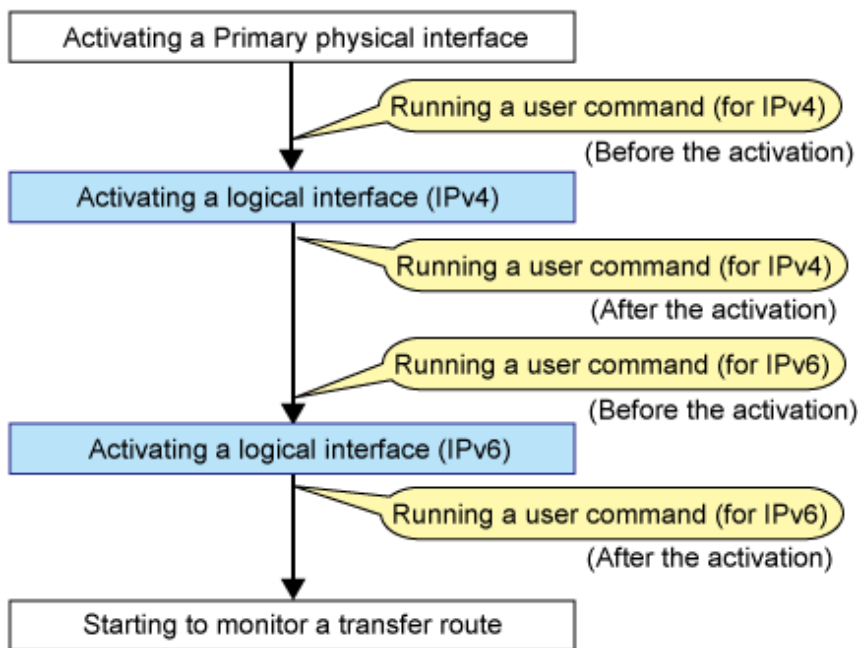 Activating a Primary physical interface
Running a user command (for IPv4)
(Before the activation)
Activating a logical interface (IPv4)
Running a user command (for IPv4)
(After the activation)
Running a user command (for IPv6)
(Before the activation)
Activating a logical interface (IPv6)
Running a user command (for IPv6)
(After the activation)
Starting to monitor a transfer route